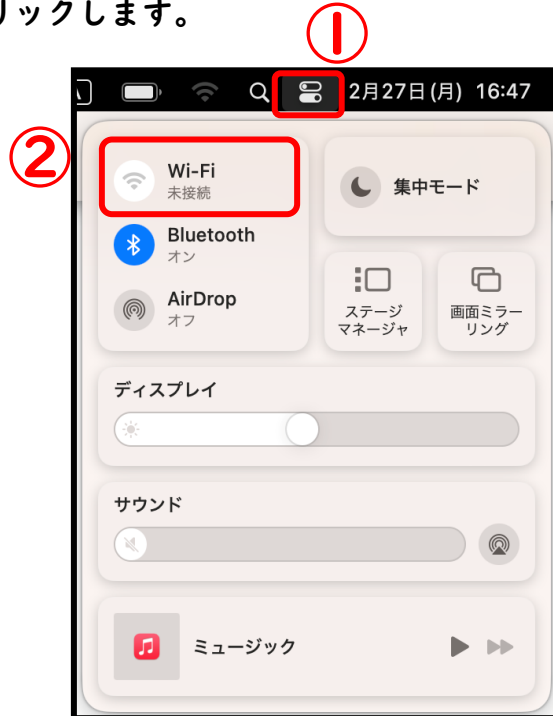 リックします。
①
2月27日(月) 16:47
②
Wi-Fi
未接続
集中モード
Bluetooth
オン
AirDrop
オフ
ステージ
マネージャ
画面ミラー
リング
ディスプレイ
サウンド
ミュージック